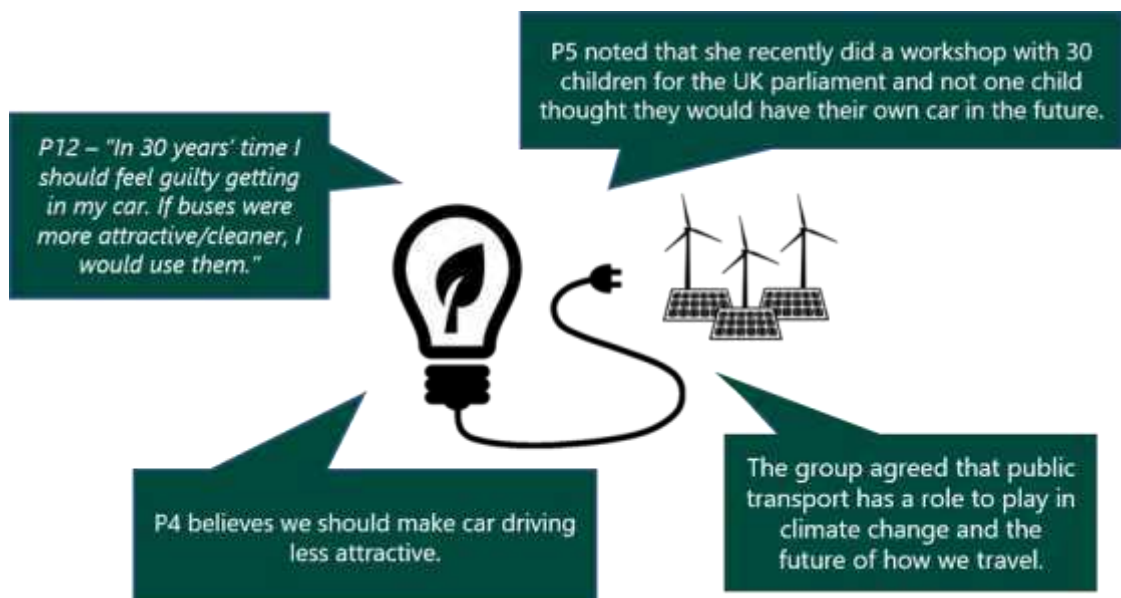 P5 noted that she recently did a workshop with 30
children for the UK parliament and not one child
thought they would have their own car in the future.
P12 – "In 30 years' time I
should feel guilty getting
in my car. If buses were
more attractive/cleaner, I
would use them."
P4 believes we should make car driving
less attractive.
The group agreed that public
transport has a role to play in
climate change and the
future of how we travel.